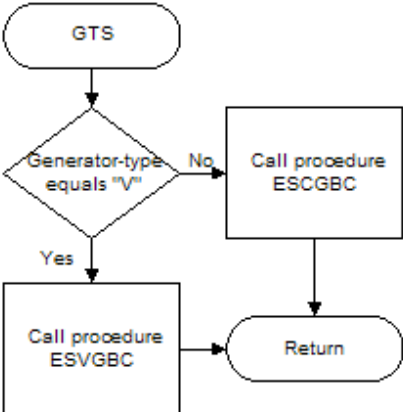 GTS
Generator-type
equals "V"
No
Call procedure
ESCGBC
Yes
Call procedure
ESVGBC
Return